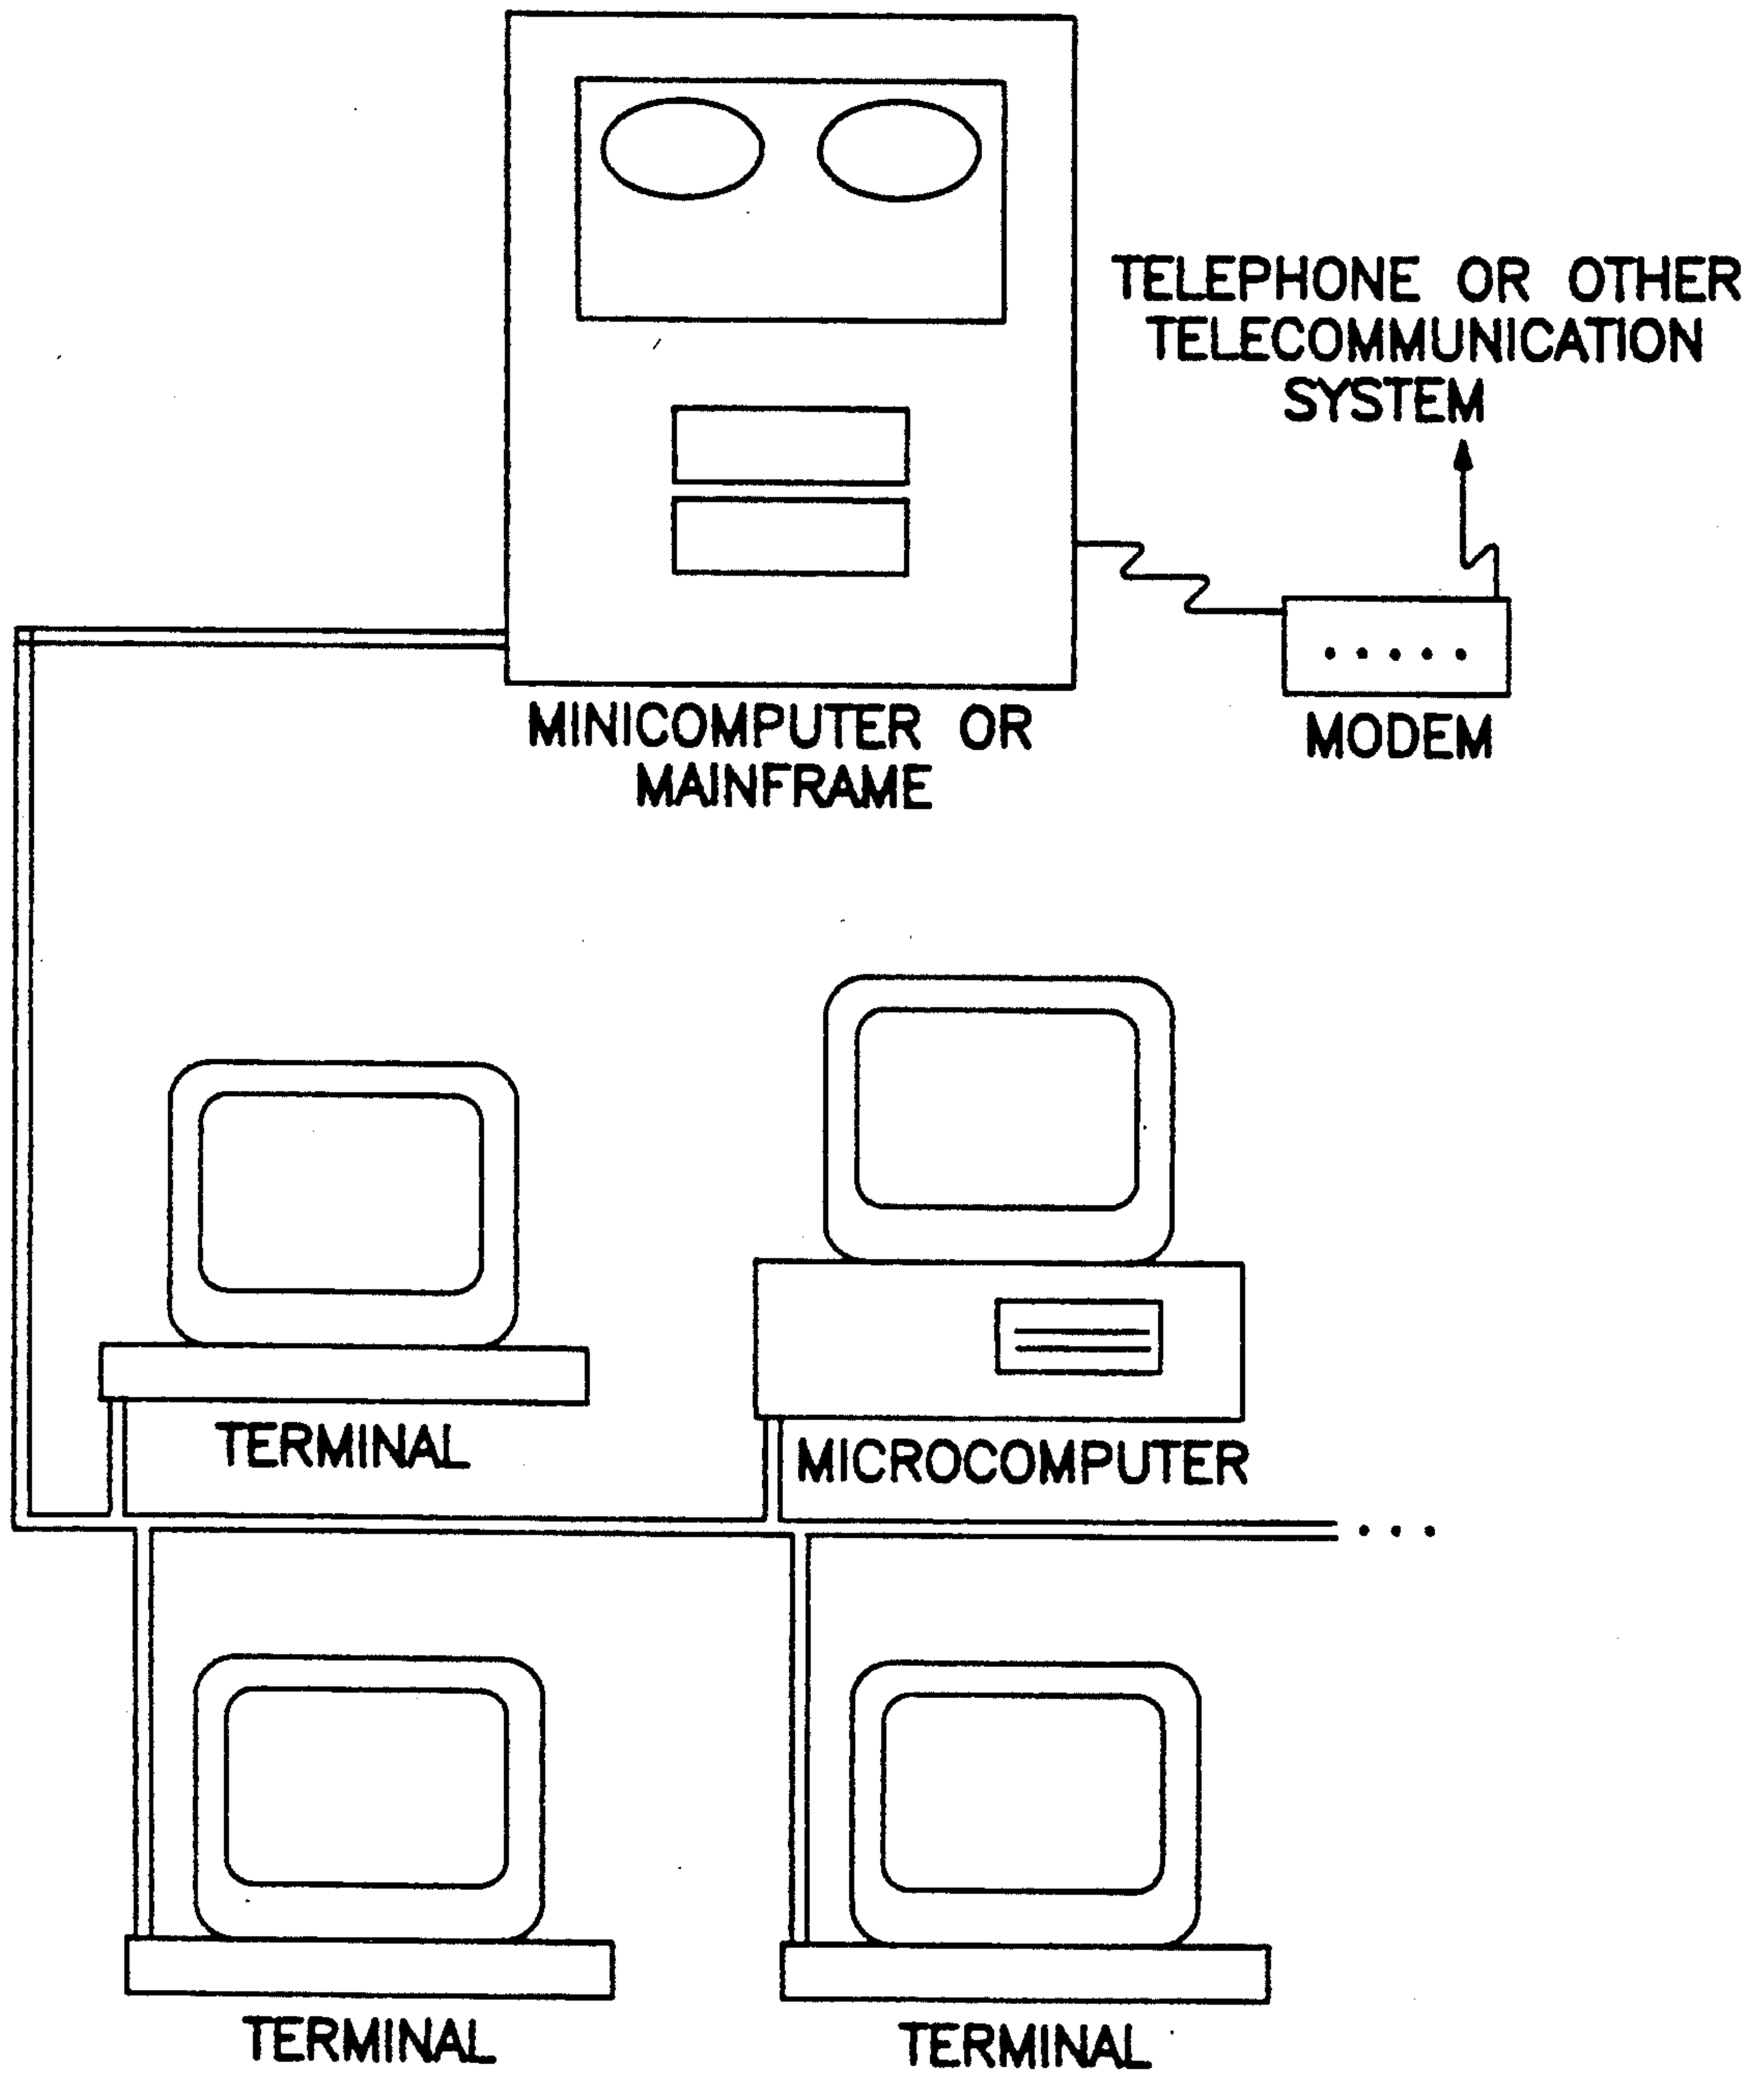 TELEPHONE OR OTHER
TELECOMMUNICATION
SYSTEM
MINICOMPUTER OR
MAINFRAME
MODEM
TERMINAL
MICROCOMPUTER
TERMINAL
TERMINAL